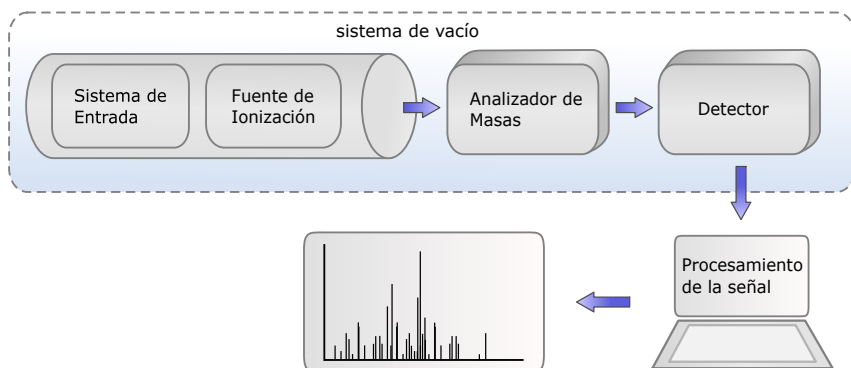 sistema de vacío
Sistema de
Entrada
Fuente de
Ionización
Analizador de
Masas
Detector
Procesamiento
de la señal